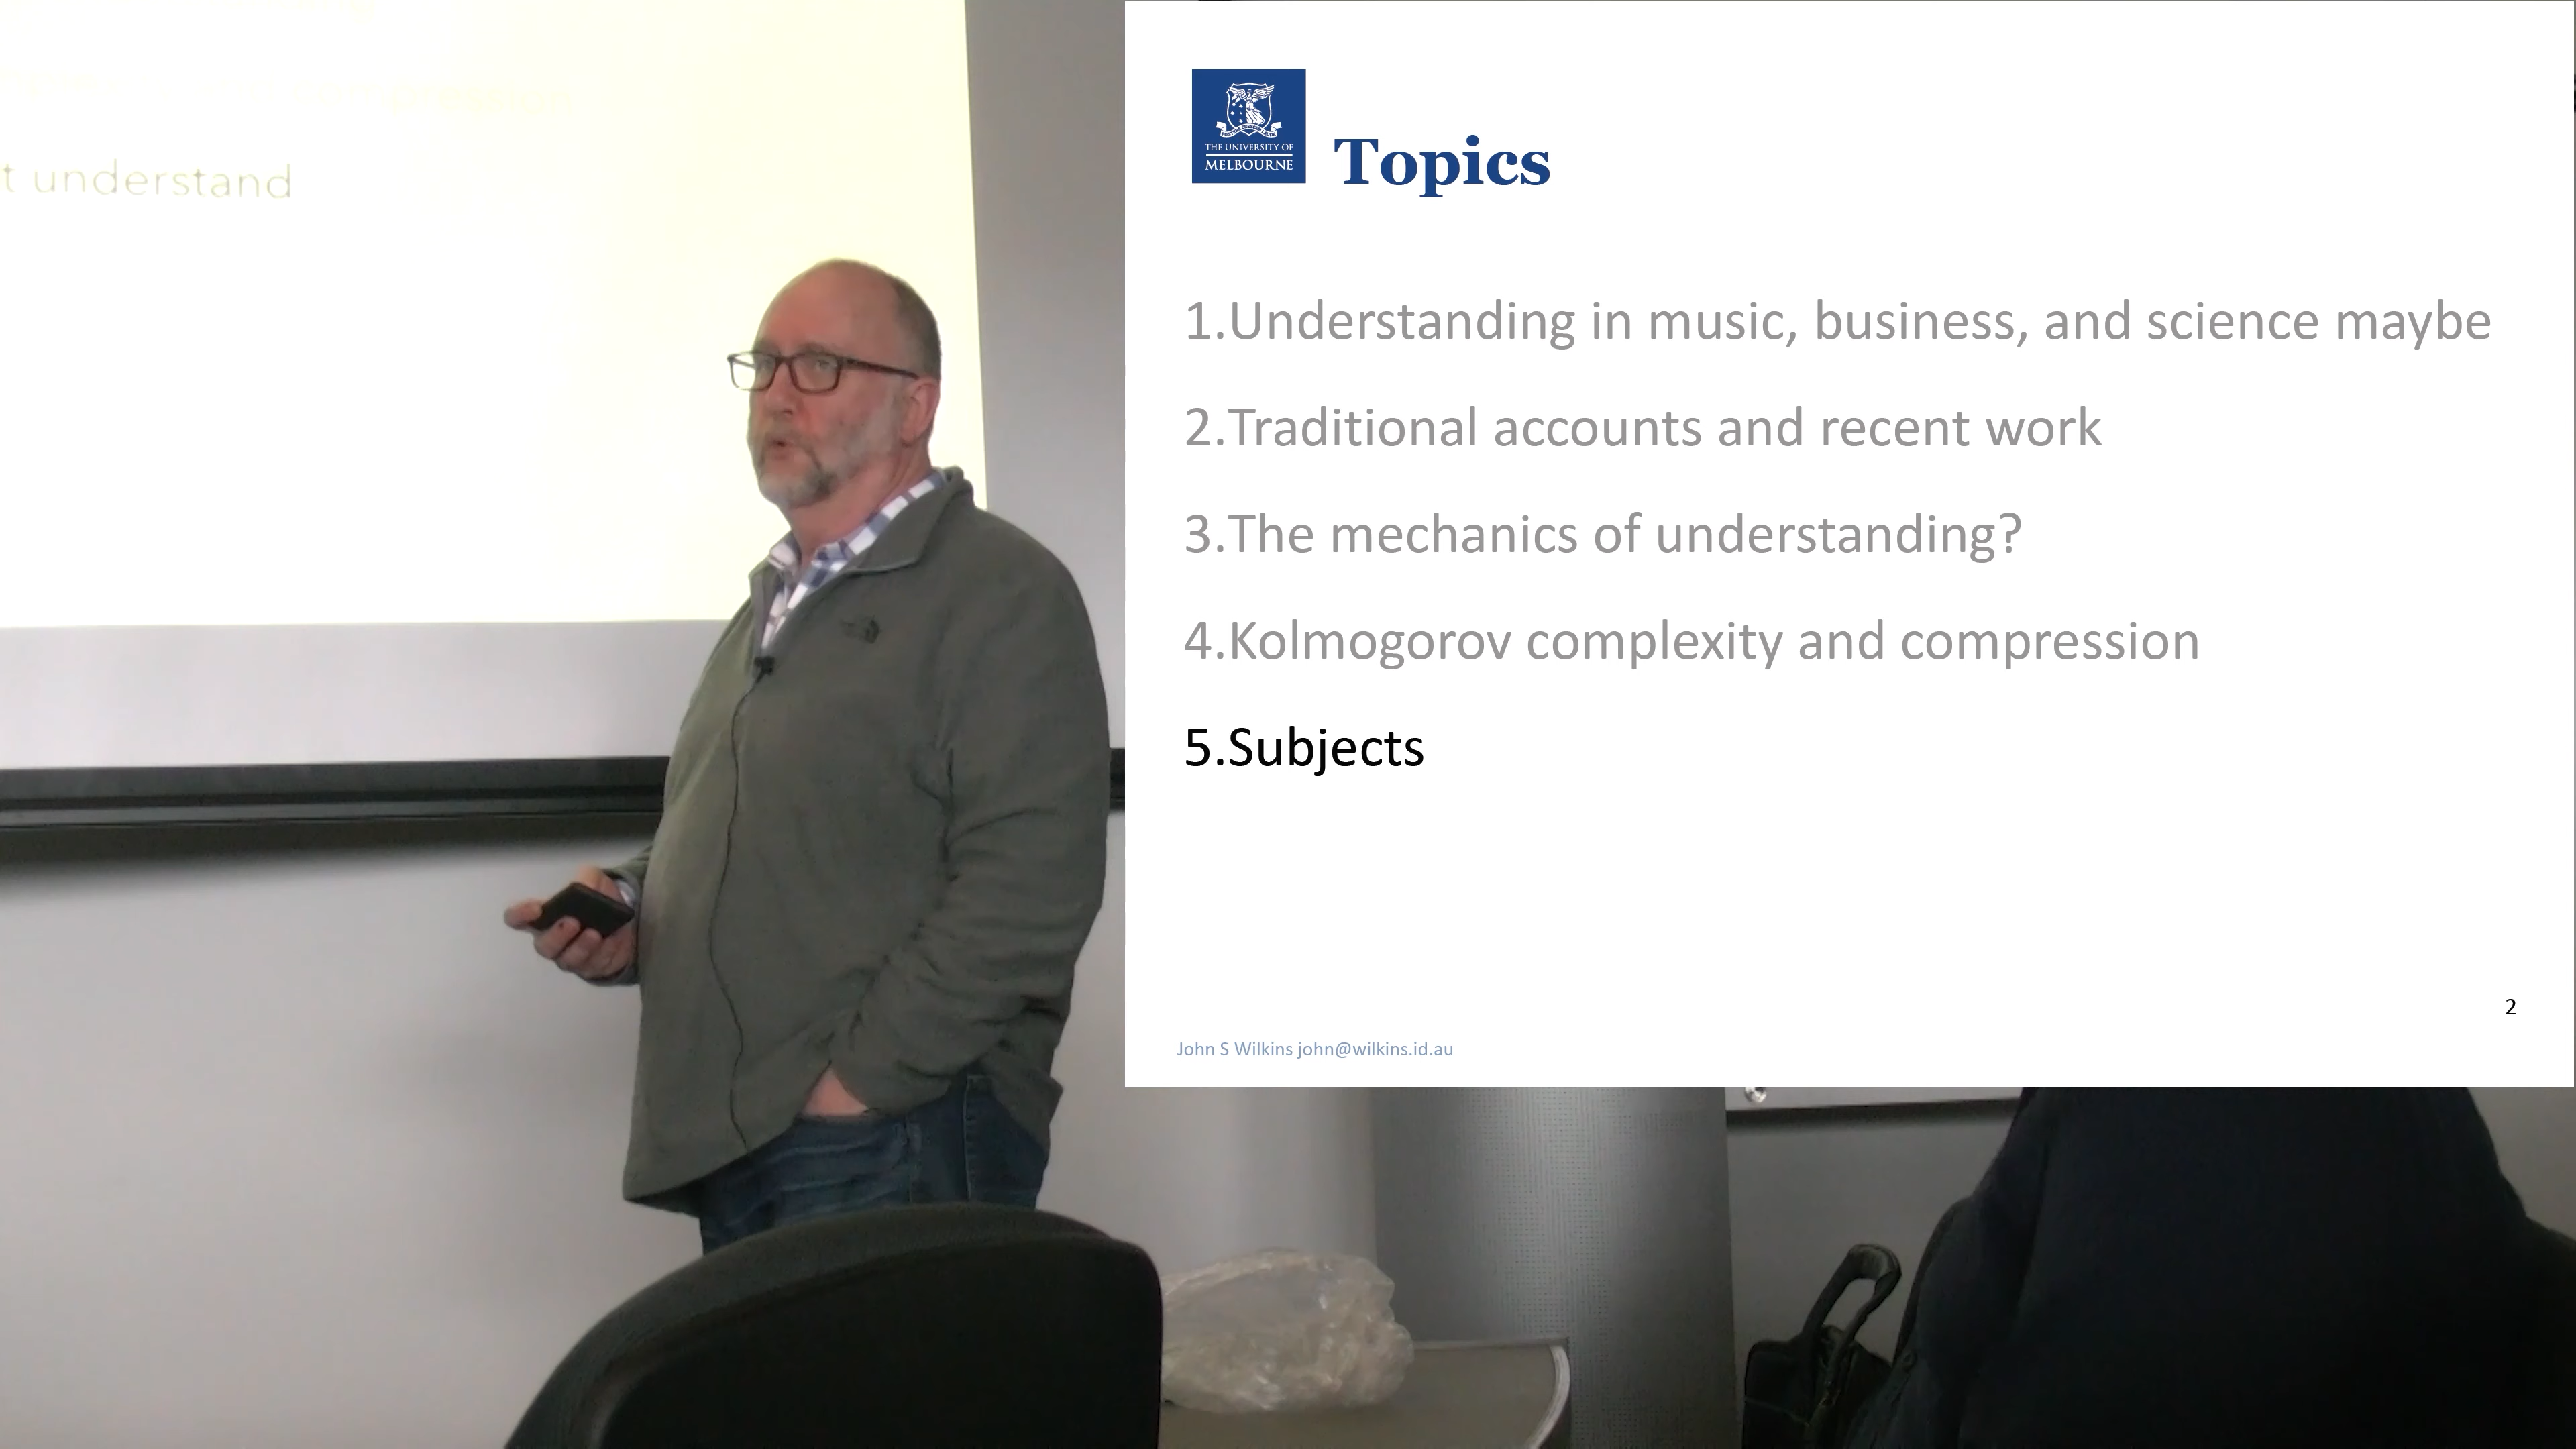 t understand
THE UNIVERSITY OF
MELBOURNE
Topics
1.Understanding in music, business, and science maybe
2.Traditional accounts and recent work
3.The mechanics of understanding?
4.Kolmogorov complexity and compression
5.Subjects
2
John S Wilkins john@wilkins.id.au